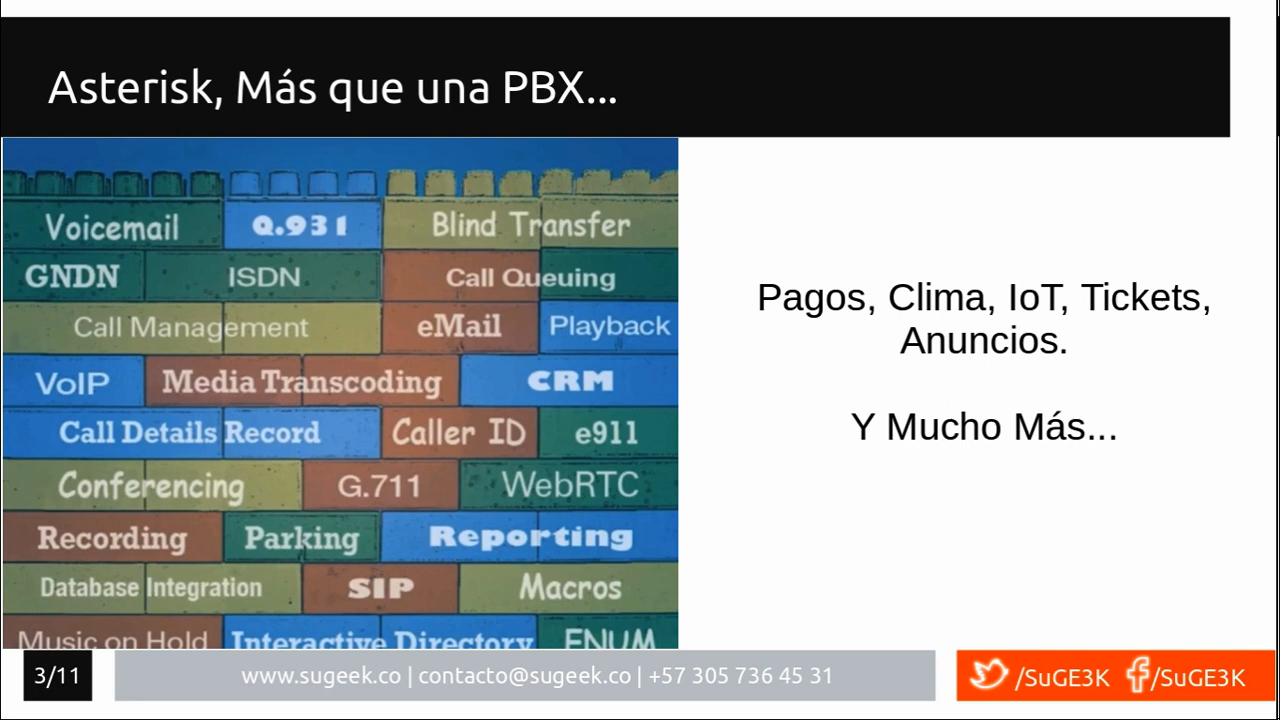 Asterisk, Más que una PBX...
Voicemail Q.931 Blind Transfer
GNDN ISDN Call Queuing
Call Management eMail Playback
VoIP Media Transcoding CRM
Call Details Record Caller ID e911
Conferencing G.711 WebRTC
Recording Parking Reporting
Database Integration SIP Macros
Music on Hold Interactive Directory ENUM
Pagos, Clima, IoT, Tickets,
Anuncios.
Y Mucho Más...
3/11 www.sugeek.co | contacto@sugeek.co | +57 305 736 45 31 /SuGE3K /SuGE3K